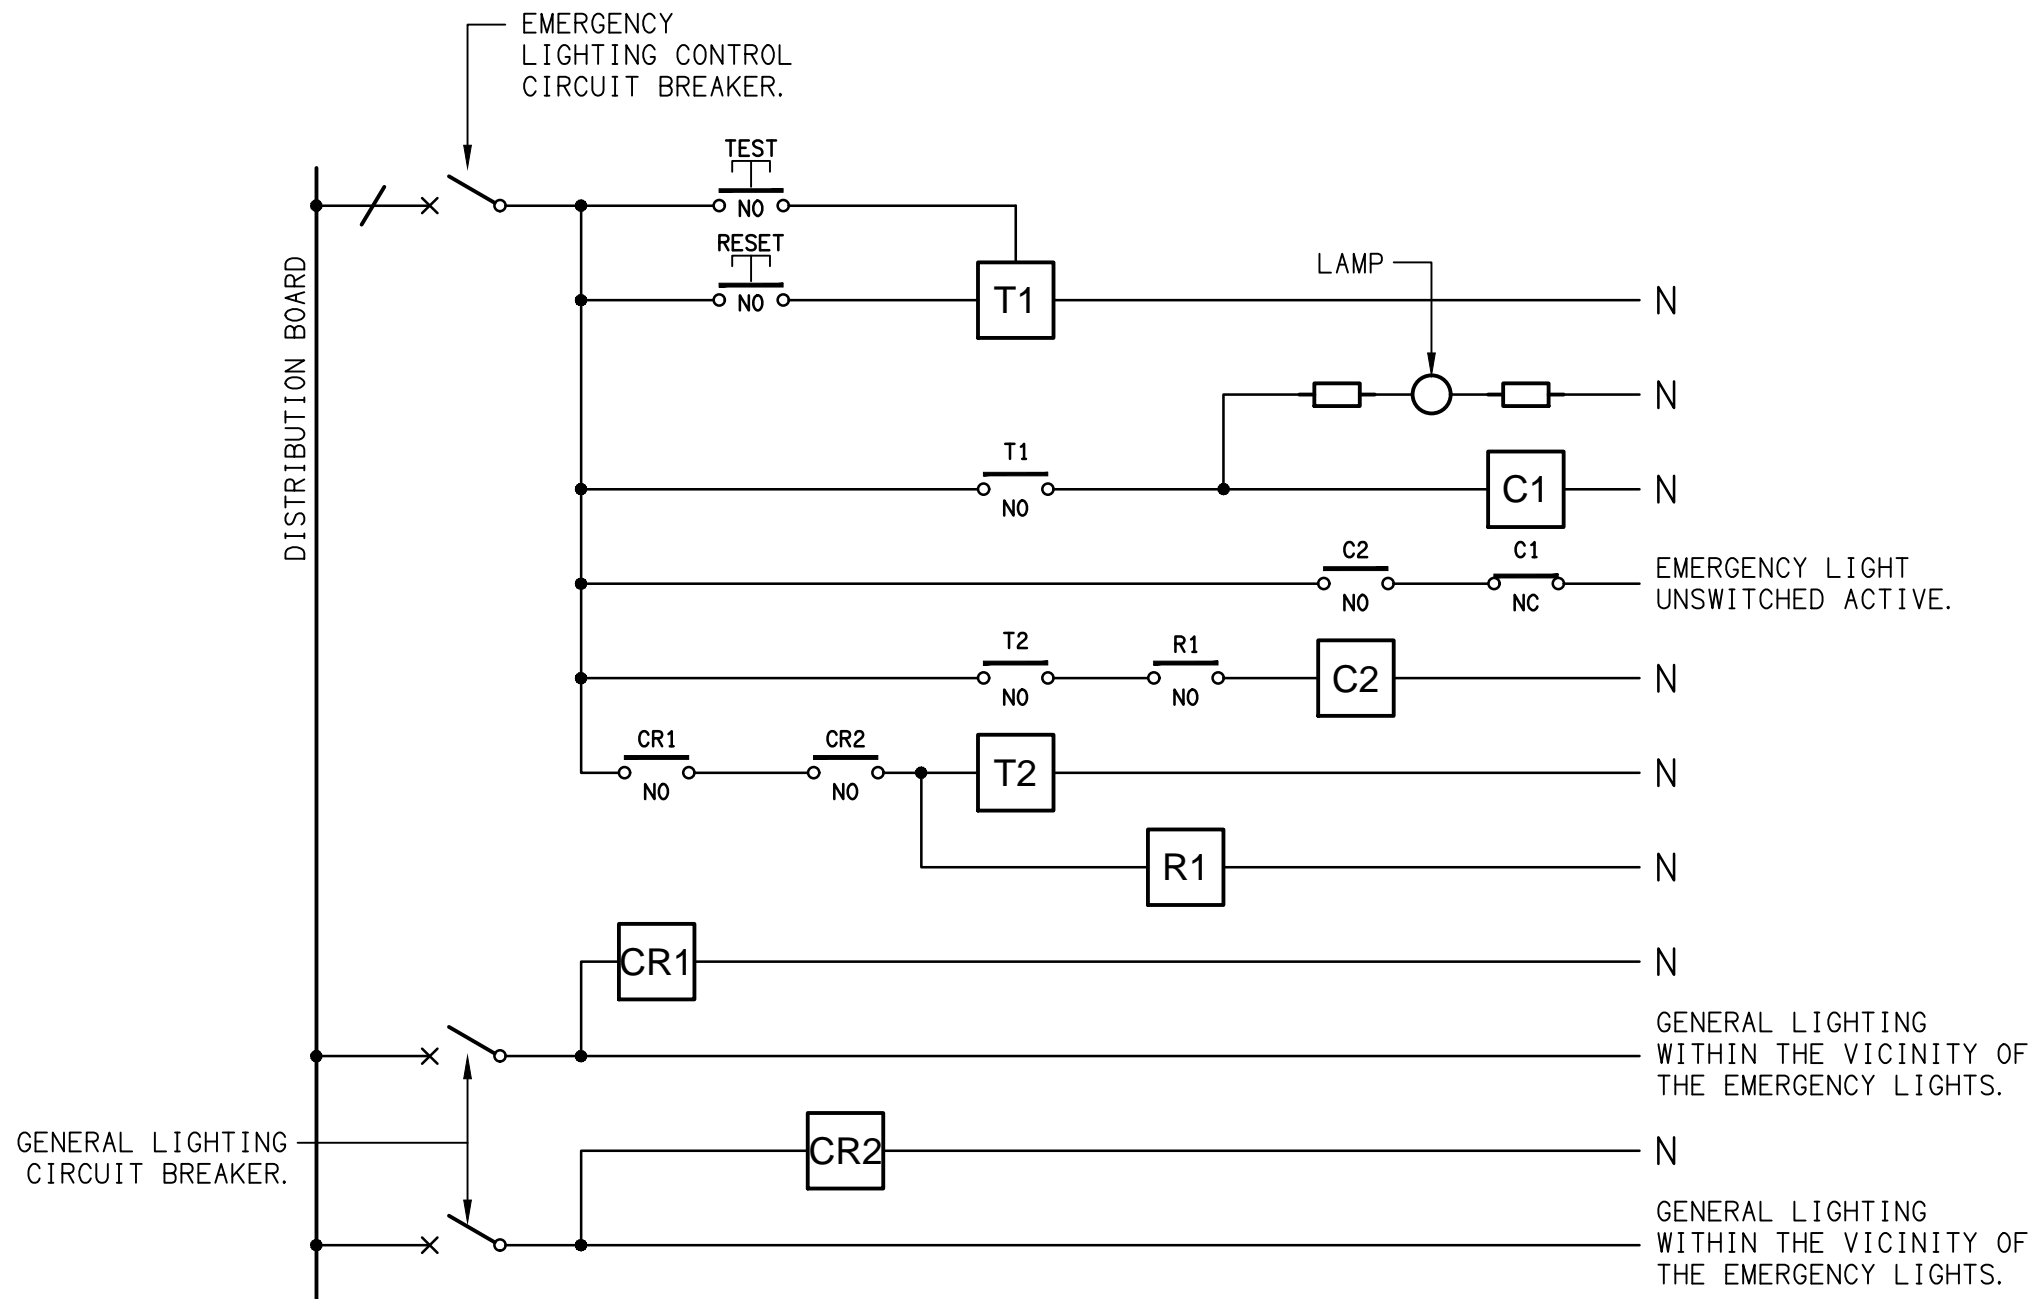 EMERGENCY
LIGHTING CONTROL
CIRCUIT BREAKER.
TEST
NO
RESET
NO
T1
N
DISTRIBUTION BOARD
LAMP
N
T1
NO
C1
N
C2
NO
C1
NC
EMERGENCY LIGHT
UNSWITCHED ACTIVE.
T2
NO
R1
NO
C2
N
CR1
NO
CR2
NO
T2
N
R1
N
CR1
N
GENERAL LIGHTING
WITHIN THE VICINITY OF
THE EMERGENCY LIGHTS.
GENERAL LIGHTING
CIRCUIT BREAKER.
CR2
N
GENERAL LIGHTING
WITHIN THE VICINITY OF
THE EMERGENCY LIGHTS.